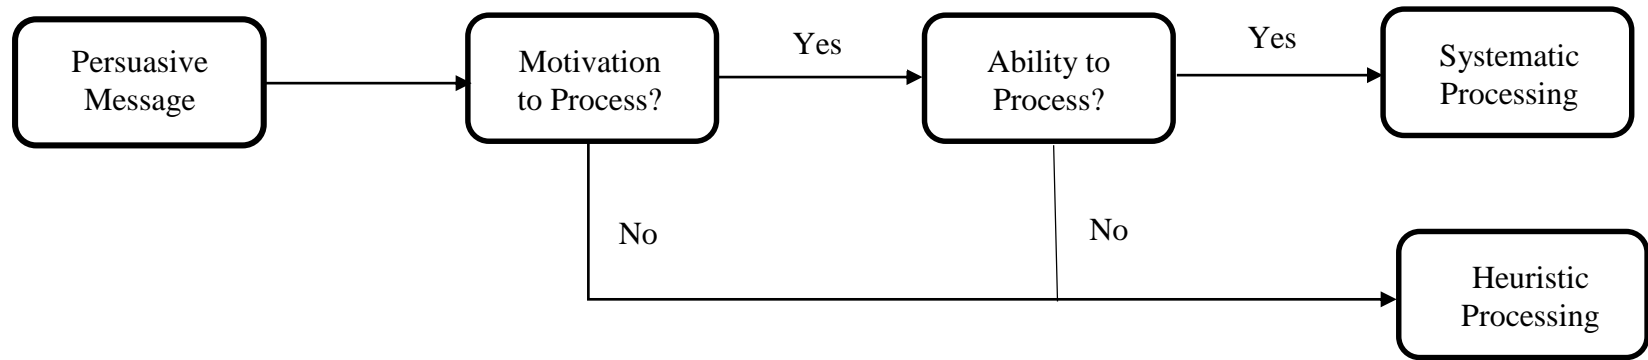 Persuasive
Message
Motivation
to Process?
Yes
Ability to
Process?
Yes
Systematic
Processing
No
No
Heuristic
Processing